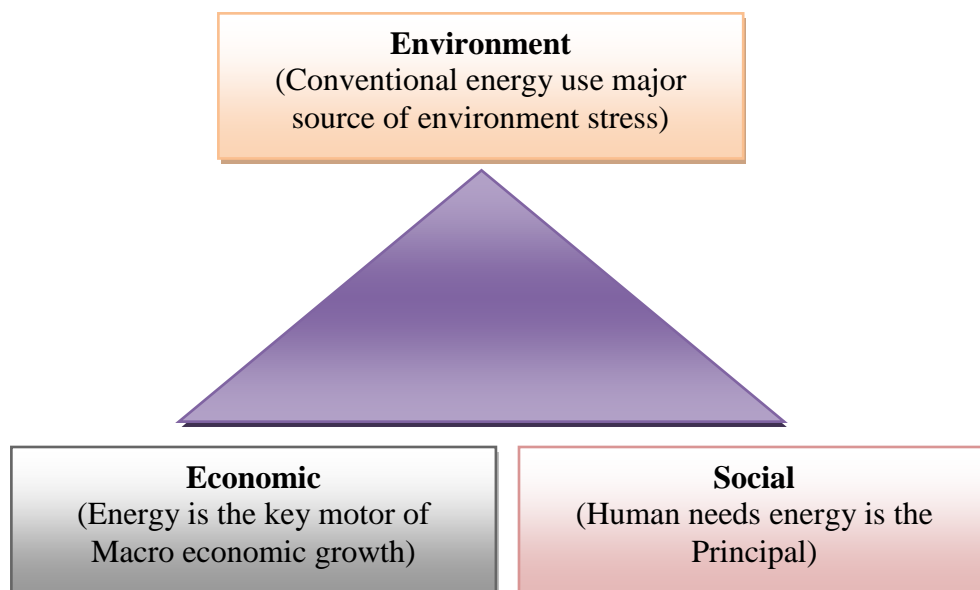 Environment
(Conventional energy use major
source of environment stress)
Economic
(Energy is the key motor of
Macro economic growth)
Social
(Human needs energy is the
Principal)